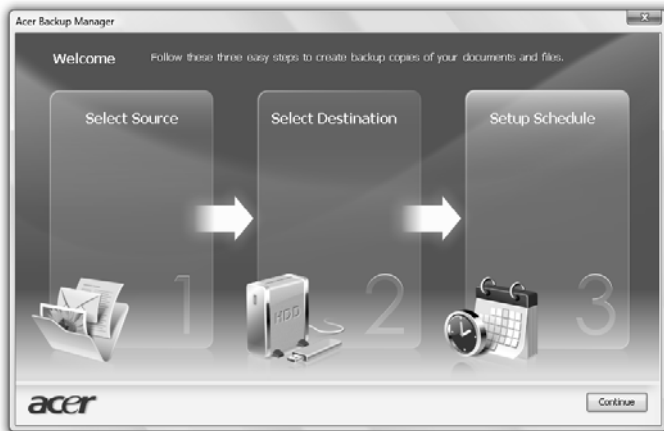 Acer Backup Manager
Welcome
Follow these three easy steps to create backup copies of your documents and files.
Select Source
Select Destination
Setup Schedule
1
HDD
2
3
acer
Continue